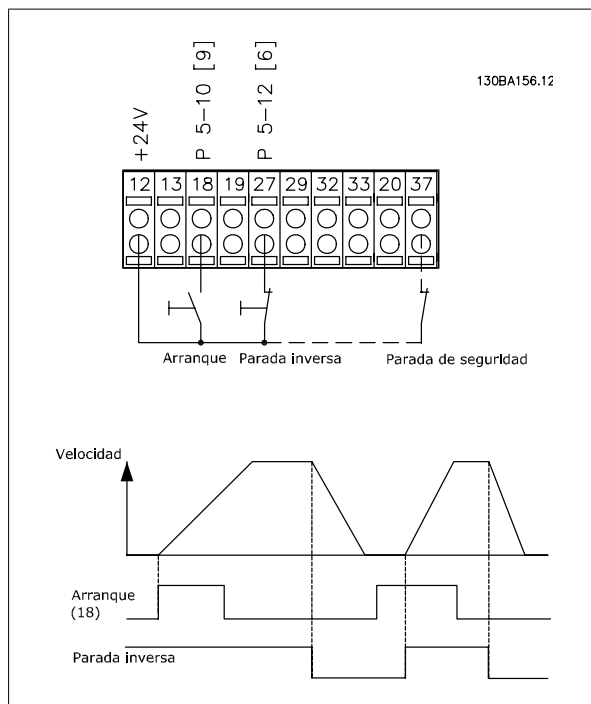 P 5-10 [9]
P 5-12 [6]
+24V
130BA156.12
12 13 18 19 27 29 32 33 20 37
Arranque Parada inversa Parada de seguridad
Velocidad
Arranque
(18)
Parada inversa